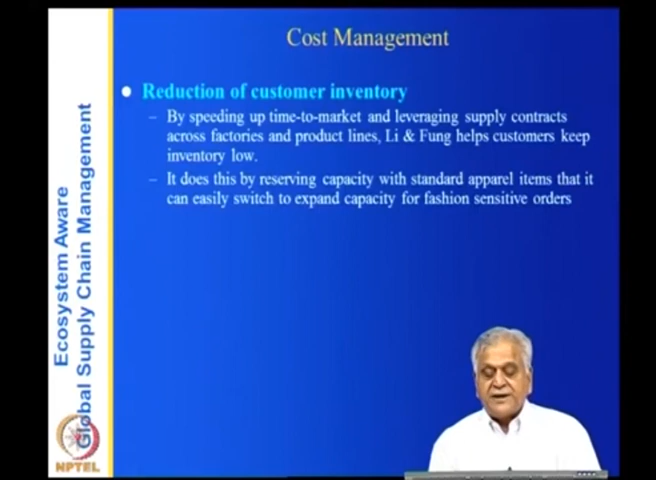 Cost Management
Reduction of customer inventory
– By speeding up time-to-market and leveraging supply contracts
across factories and product lines, Li & Fung helps customers keep
inventory low.
– It does this by reserving capacity with standard apparel items that it
can easily switch to expand capacity for fashion sensitive orders
Ecosystem Aware
Global Supply Chain Management
NPTEL